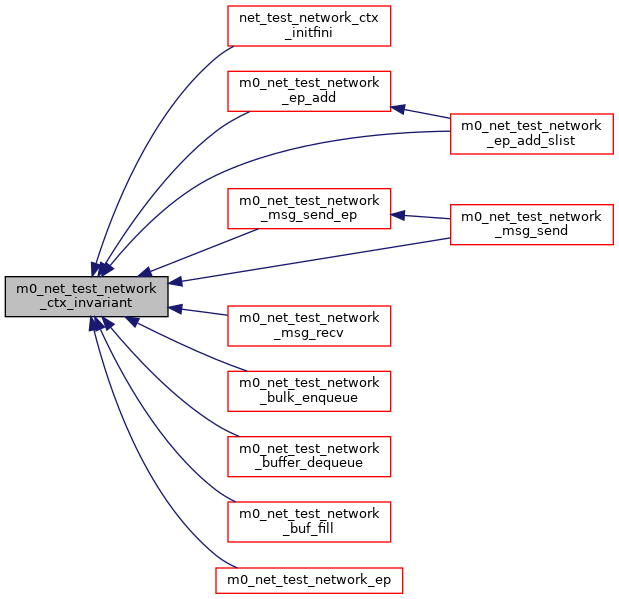 net_test_network_ctx
_initfini
m0_net_test_network
_ep_add
m0_net_test_network
_ep_add_slist
m0_net_test_network
_msg_send_ep
m0_net_test_network
_msg_send
m0_net_test_network
_ctx_invariant
m0_net_test_network
_msg_recv
m0_net_test_network
_bulk_enqueue
m0_net_test_network
_buffer_dequeue
m0_net_test_network
_buf_fill
m0_net_test_network_ep